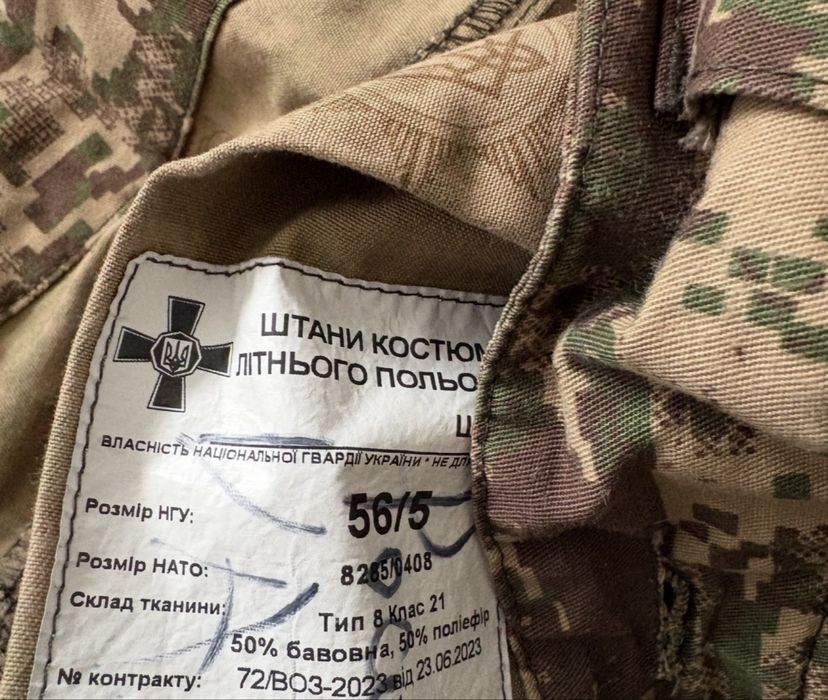 ШТАНИ КОСТЮМ
ЛІТНЬОГО ПОЛЬО
Ш
ВЛАСНІСТЬ НАЦІОНАЛЬНОЇ ГВАРДІЇ УКРАЇНИ * НЕ ДЛ
Розмір НГУ: 56/5
Розмір НАТО: 8285/0408
Склад тканини: Тип 8 Клас 21
50% бавовна, 50% поліефір
№ контракту: 72/ВОЗ-2023 від 23.06.2023